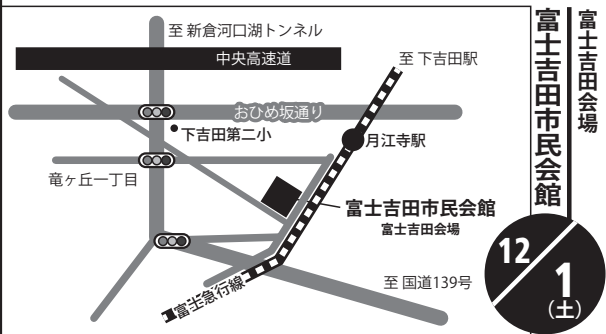 富士吉田会場
富士吉田市民会館
12/1
(土)
至 新倉河口湖トンネル
中央高速道
至 下吉田駅
おひめ坂通り
下吉田第二小
月江寺駅
竜ヶ丘一丁目
富士吉田市民会館
富士吉田会場
至 国道139号
富士急行線